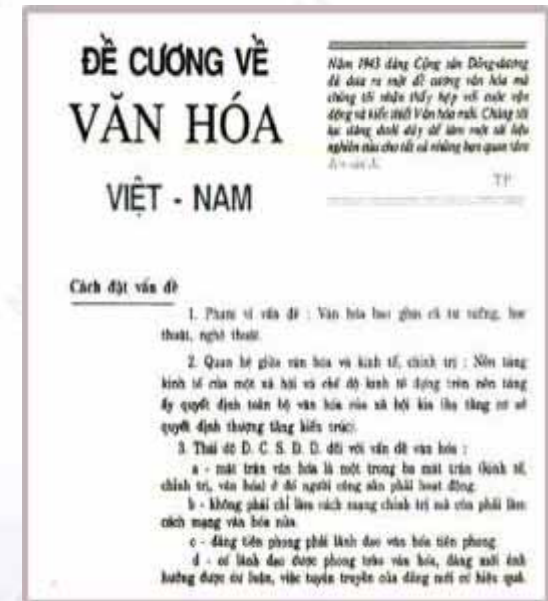 ĐỀ CƯƠNG VỀ
VĂN HÓA
VIỆT - NAM
Năm 1943 đảng Cộng sản Đông-dương
đã đưa ra một đề cương văn hóa mà
chúng tôi nhận thấy hợp với cuộc vận
động và kiến thiết Văn hóa mới. Chúng tôi
lục đăng dưới đây để làm một tài liệu
nghiên cứu cho tất cả những bạn quan tâm
đến vấn đề.
TP
Cách đặt vấn đề
1. Phạm vi vấn đề : Văn hóa bao gồm cả tư tưởng, học
thuật, nghệ thuật.
2. Quan hệ giữa văn hóa và kinh tế, chính trị : Nền tảng
kinh tế của một xã hội và chế độ kinh tế dựng trên nền tảng
ấy quyết định toàn bộ văn hóa của xã hội kia (hạ tầng cơ sở
quyết định thượng tầng kiến trúc).
3. Thái độ Đ. C. S. Đ. D. đối với vấn đề văn hóa :
a - mặt trận văn hóa là một trong ba mặt trận (kinh tế,
chính trị, văn hóa) ở đó người cộng sản phải hoạt động.
b - không phải chỉ làm cách mạng chính trị mà còn phải làm
cách mạng văn hóa nữa.
c - đảng tiên phong phải lãnh đạo văn hóa tiên phong
d - có lãnh đạo được phong trào văn hóa, đảng mới ảnh
hưởng được dư luận, việc tuyên truyền của đảng mới có hiệu quả.